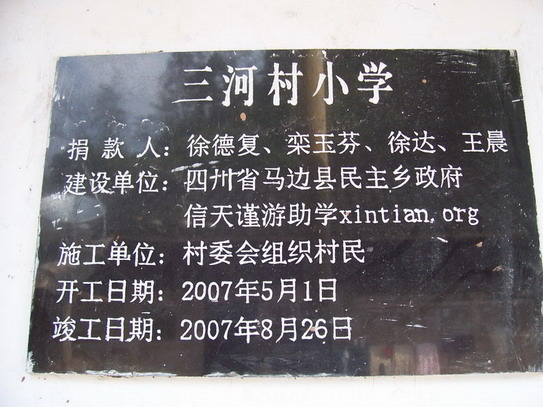 三河村小学
捐款人：徐德复、栾玉芬、徐达、王晨
建设单位：四川省马边县民主乡政府
信天谨游助学xintian.org
施工单位：村委会组织村民
开工日期：2007年5月1日
竣工日期：2007年8月26日